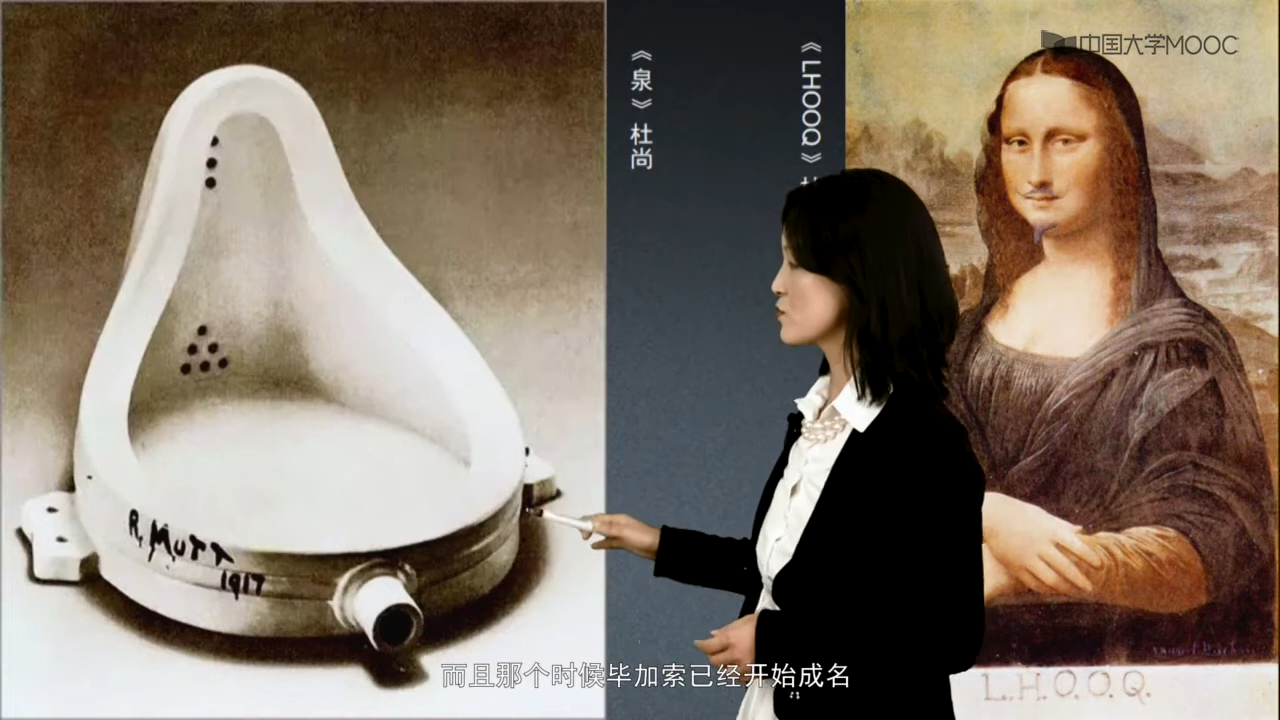 《泉》杜尚
《LHOOQ》
中国大学MOOC
R. MUTT
1917
L.H.O.O.Q.
而且那个时候毕加索已经开始成名